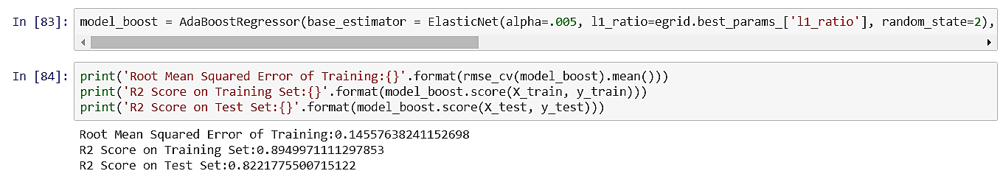 In [83]: model_boost = AdaBoostRegressor(base_estimator = ElasticNet(alpha=.005, l1_ratio=egrid.best_params_['l1_ratio'], random_state=2),
In [84]: print('Root Mean Squared Error of Training:{}'.format(rmse_cv(model_boost).mean()))
print('R2 Score on Training Set:{}'.format(model_boost.score(X_train, y_train)))
print('R2 Score on Test Set:{}'.format(model_boost.score(X_test, y_test)))
Root Mean Squared Error of Training:0.14557638241152698
R2 Score on Training Set:0.8949971111297853
R2 Score on Test Set:0.8221775500715122